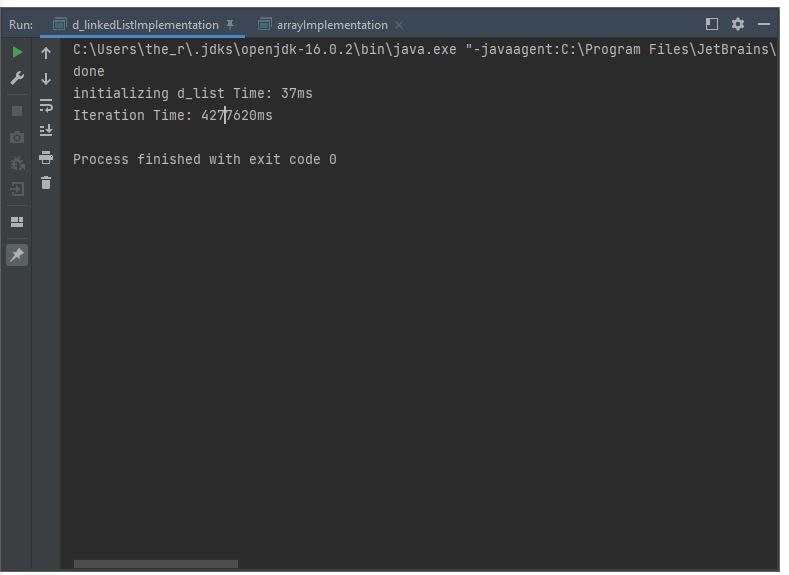 Run:
d_linkedListImplementation
arrayImplementation
C:\Users\the_r\.jdks\openjdk-16.0.2\bin\java.exe "-javaagent:C:\Program Files\JetBrains\
done
initializing d_list Time: 37ms
Iteration Time: 4277620ms
Process finished with exit code 0